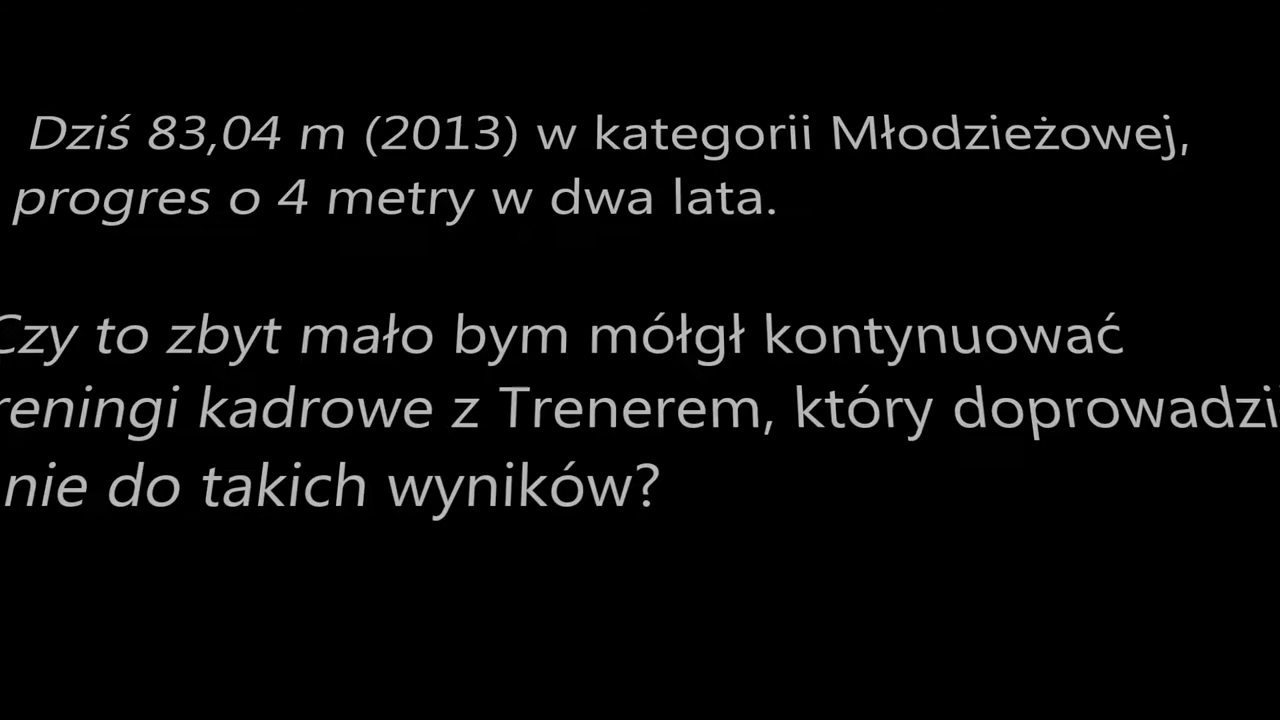 Dziś 83,04 m (2013) w kategorii Młodzieżowej,
progres o 4 metry w dwa lata.
Czy to zbyt mało bym mółgł kontynuować
reningi kadrowe z Trenerem, który doprowadzi
nie do takich wyników?